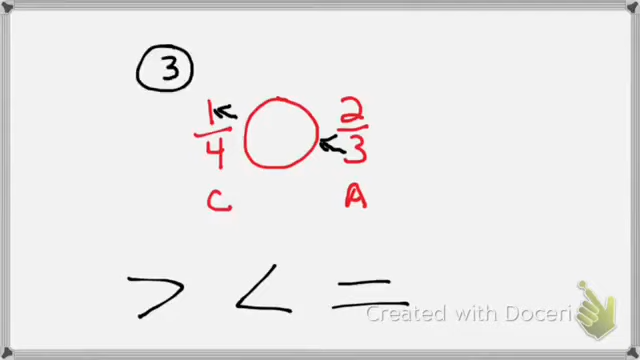 3
1/4 2/3
C A
> < =
Created with Doceri